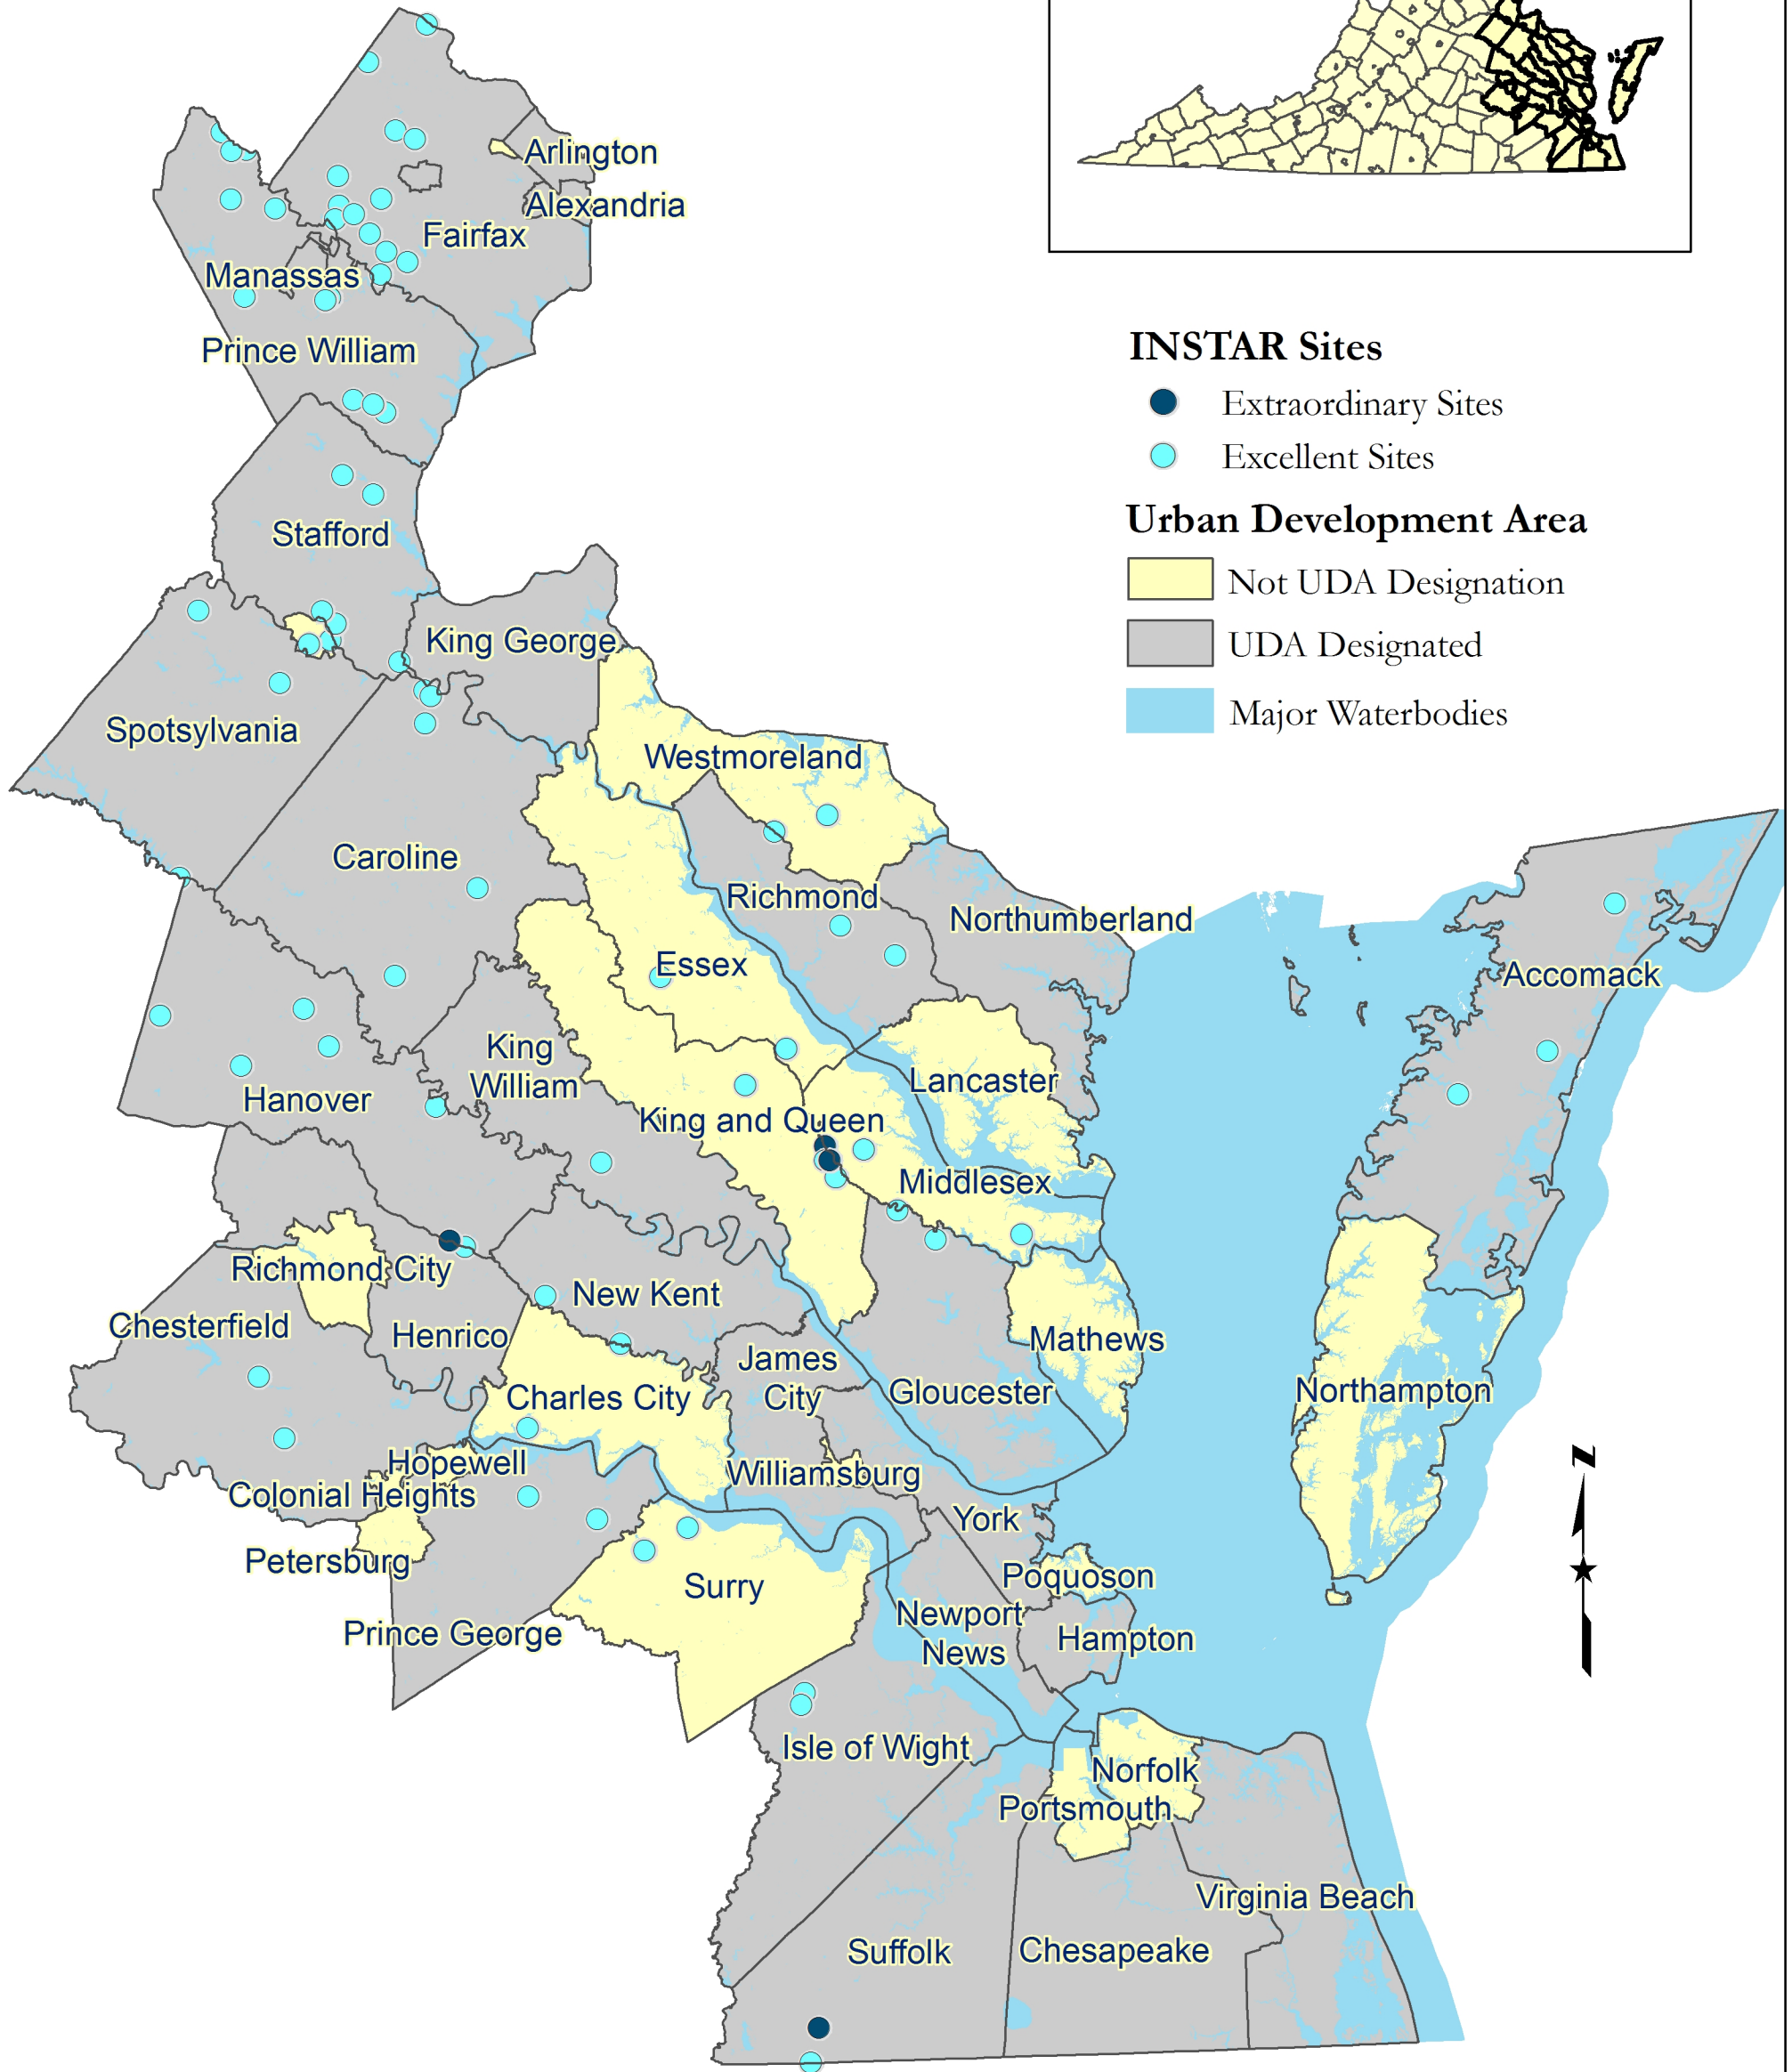 Arlington
Alexandria
Fairfax
Manassas
Prince William
INSTAR Sites
Extraordinary Sites
Excellent Sites
Urban Development Area
Not UDA Designation
UDA Designated
Major Waterbodies
Stafford
King George
Spotsylvania
Westmoreland
Caroline
Richmond
Northumberland
Essex
Accomack
King
William
Lancaster
Hanover
King and Queen
Middlesex
Richmond City
New Kent
Chesterfield
Henrico
Mathews
James
City
Charles City
Gloucester
Northampton
Hopewell
Williamsburg
Colonial Heights
York
Petersburg
Poquoson
Surry
Newport
News
Prince George
Hampton
Isle of Wight
Norfolk
Portsmouth
Virginia Beach
Suffolk
Chesapeake
N